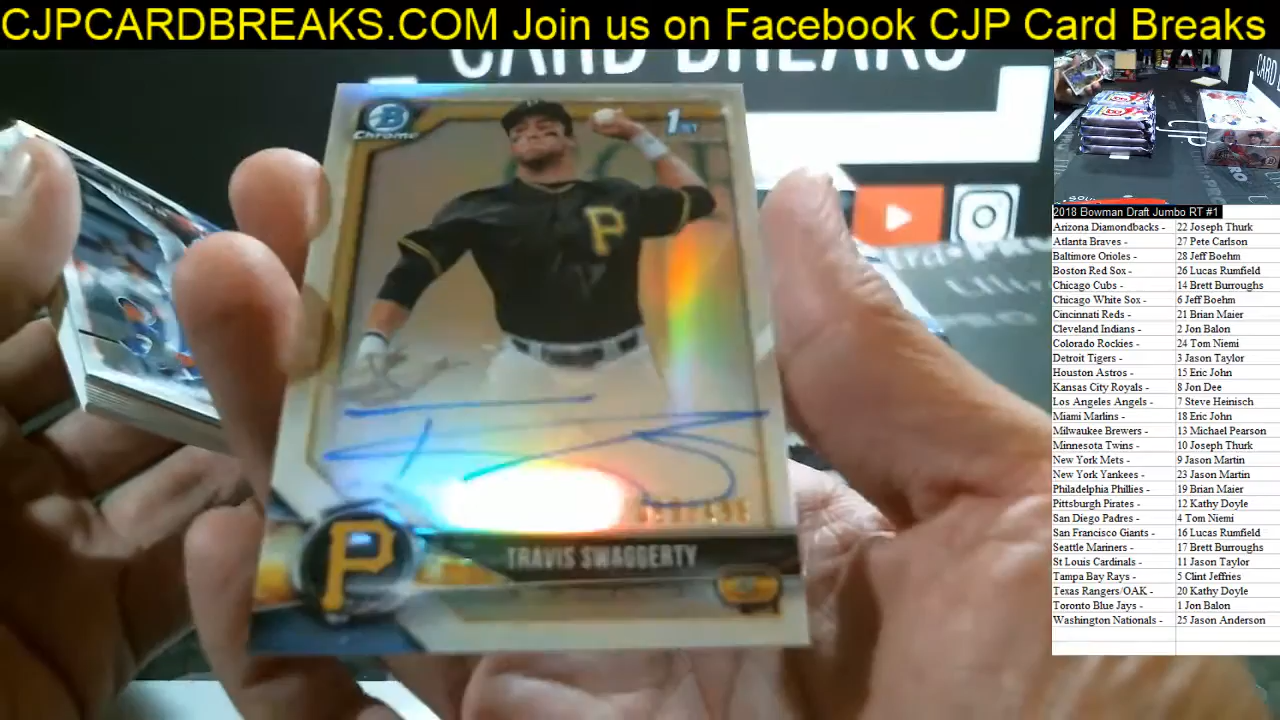 CJPCARDBREAKS.COM Join us on Facebook CJP Card Breaks
CARD BREAKS
B
Chrome
1ST
P
P
TRAVIS SWAGGERTY
CARD
CJP
2018 Bowman Draft Jumbo RT #1
Arizona Diamondbacks - 22 Joseph Thurk
Atlanta Braves - 27 Pete Carlson
Baltimore Orioles - 28 Jeff Boehm
Boston Red Sox - 26 Lucas Rumfield
Chicago Cubs - 14 Brett Burroughs
Chicago White Sox - 6 Jeff Boehm
Cincinnati Reds - 21 Brian Maier
Cleveland Indians - 2 Jon Balon
Colorado Rockies - 24 Tom Niemi
Detroit Tigers - 3 Jason Taylor
Houston Astros - 15 Eric John
Kansas City Royals - 8 Jon Dee
Los Angeles Angels - 7 Steve Heinisch
Miami Marlins - 18 Eric John
Milwaukee Brewers - 13 Michael Pearson
Minnesota Twins - 10 Joseph Thurk
New York Mets - 9 Jason Martin
New York Yankees - 23 Jason Martin
Philadelphia Phillies - 19 Brian Maier
Pittsburgh Pirates - 12 Kathy Doyle
San Diego Padres - 4 Tom Niemi
San Francisco Giants - 16 Lucas Rumfield
Seattle Mariners - 17 Brett Burroughs
St Louis Cardinals - 11 Jason Taylor
Tampa Bay Rays - 5 Clint Jeffries
Texas Rangers/OAK - 20 Kathy Doyle
Toronto Blue Jays - 1 Jon Balon
Washington Nationals - 25 Jason Anderson